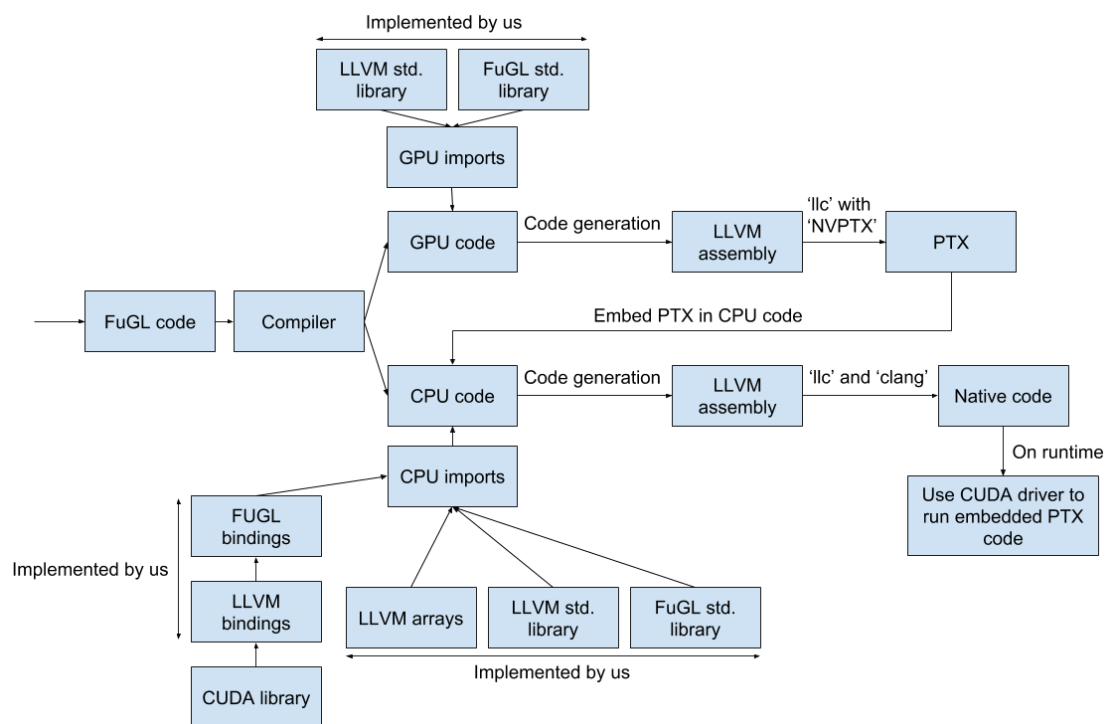 Implemented by us
LLVM std.
library
FuGL std.
library
GPU imports
GPU code
Code generation
LLVM
assembly
‘llc’ with
‘NVPTX’
PTX
FuGL code
Compiler
Embed PTX in CPU code
CPU code
Code generation
LLVM
assembly
‘llc’ and ‘clang’
Native code
On runtime
Use CUDA driver to
run embedded PTX
code
CPU imports
Implemented by us
FUGL
bindings
LLVM
bindings
CUDA library
LLVM arrays
LLVM std.
library
FuGL std.
library
Implemented by us